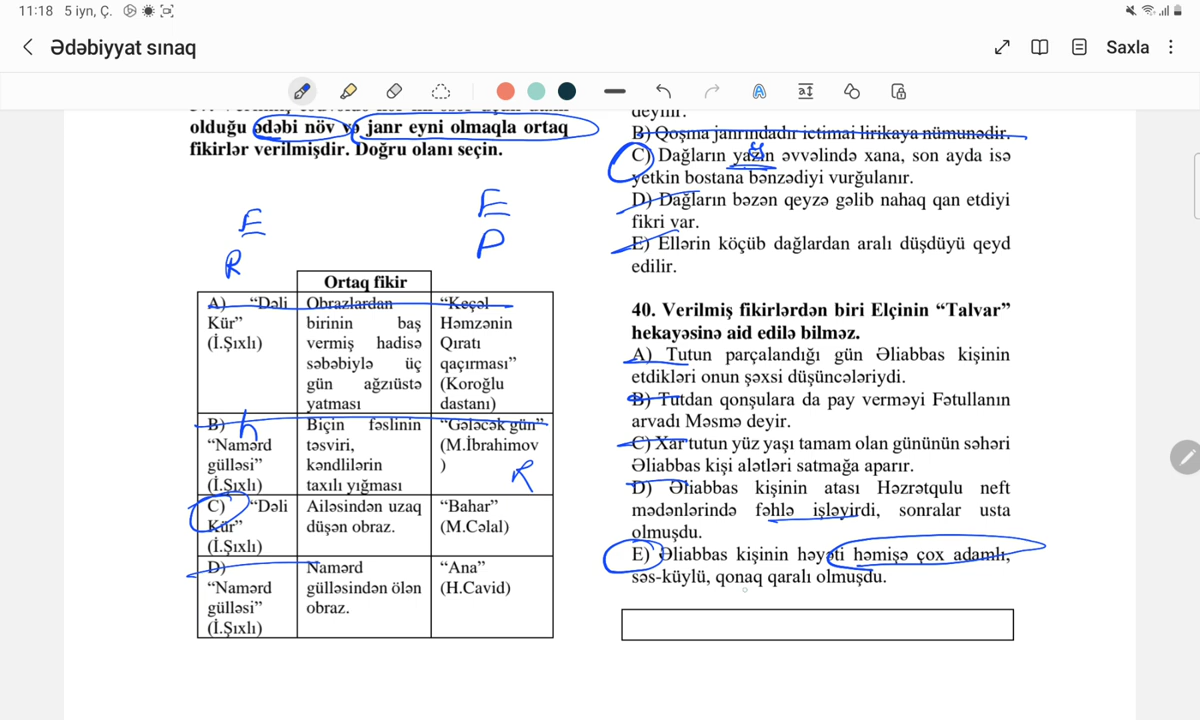 11:18 5 iyn, Ç.
Ədəbiyyat sınaq
Saxla
olduğu ədəbi növ və janr eyni olmaqla ortaq
fikirlər verilmişdir. Doğru olanı seçin.
E
R
E
P
Ortaq fikir
A) “Dəli Kür” (İ.Şıxlı)
Obrazlardan birinin baş vermiş hadisə səbəbiylə üç gün ağzıüstə yatması
“Keçəl Həmzənin Qıratı qaçırması” (Koroğlu dastanı)
B) “Namərd gülləsi” (İ.Şıxlı)
h
Biçin fəslinin təsviri, kəndlilərin taxılı yığması
“Gələcək gün” (M.İbrahimov)
R
C) “Dəli Kür” (İ.Şıxlı)
Ailəsindən uzaq düşən obraz.
“Bahar” (M.Cəlal)
D) “Namərd gülləsi” (İ.Şıxlı)
Namərd gülləsindən ölən obraz.
“Ana” (H.Cavid)
deyilir.
B) Qoşma janrındadır ictimai lirikaya nümunədir.
C) Dağların yazın əvvəlində xana, son ayda isə
yetkin bostana bənzədiyi vurğulanır.
D) Dağların bəzən qeyzə gəlib nahaq qan etdiyi
fikri var.
E) Ellərin köçüb dağlardan aralı düşdüyü qeyd
edilir.
40. Verilmiş fikirlərdən biri Elçinin “Talvar”
hekayəsinə aid edilə bilməz.
A) Tutun parçalandığı gün Əliabbas kişinin
etdikləri onun şəxsi düşüncələriydi.
B) Tutdan qonşulara da pay verməyi Fətullanın
arvadı Məsmə deyir.
C) Xar tutun yüz yaşı tamam olan gününün səhəri
Əliabbas kişi alətləri satmağa aparır.
D) Əliabbas kişinin atası Həzrətqulu neft
mədənlərində fəhlə işləyirdi, sonralar usta
olmuşdu.
E) Əliabbas kişinin həyəti həmişə çox adamlı,
səs-küylü, qonaq qaralı olmuşdu.